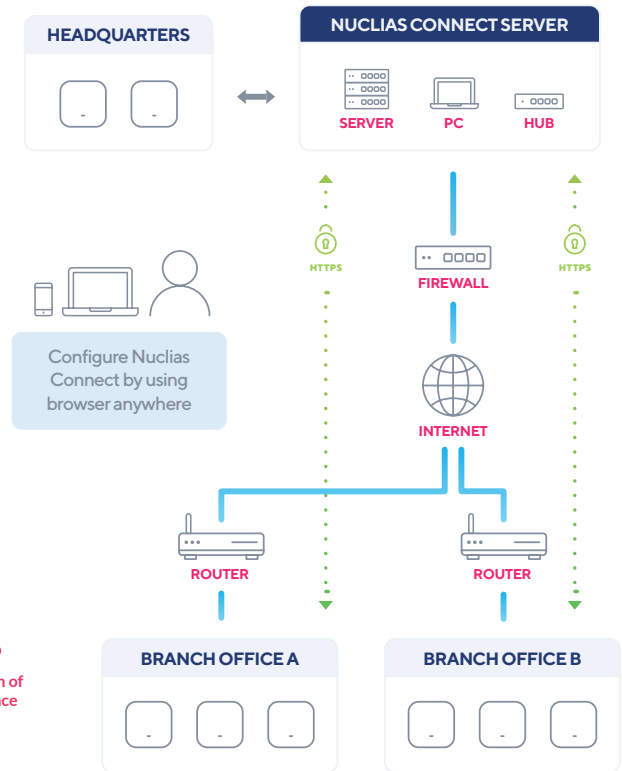 HEADQUARTERS
NUCLIAS CONNECT SERVER
SERVER
PC
HUB
HTTPS
HTTPS
FIREWALL
Configure Nuclias
Connect by using
browser anywhere
INTERNET
ROUTER
ROUTER
BRANCH OFFICE A
BRANCH OFFICE B
of